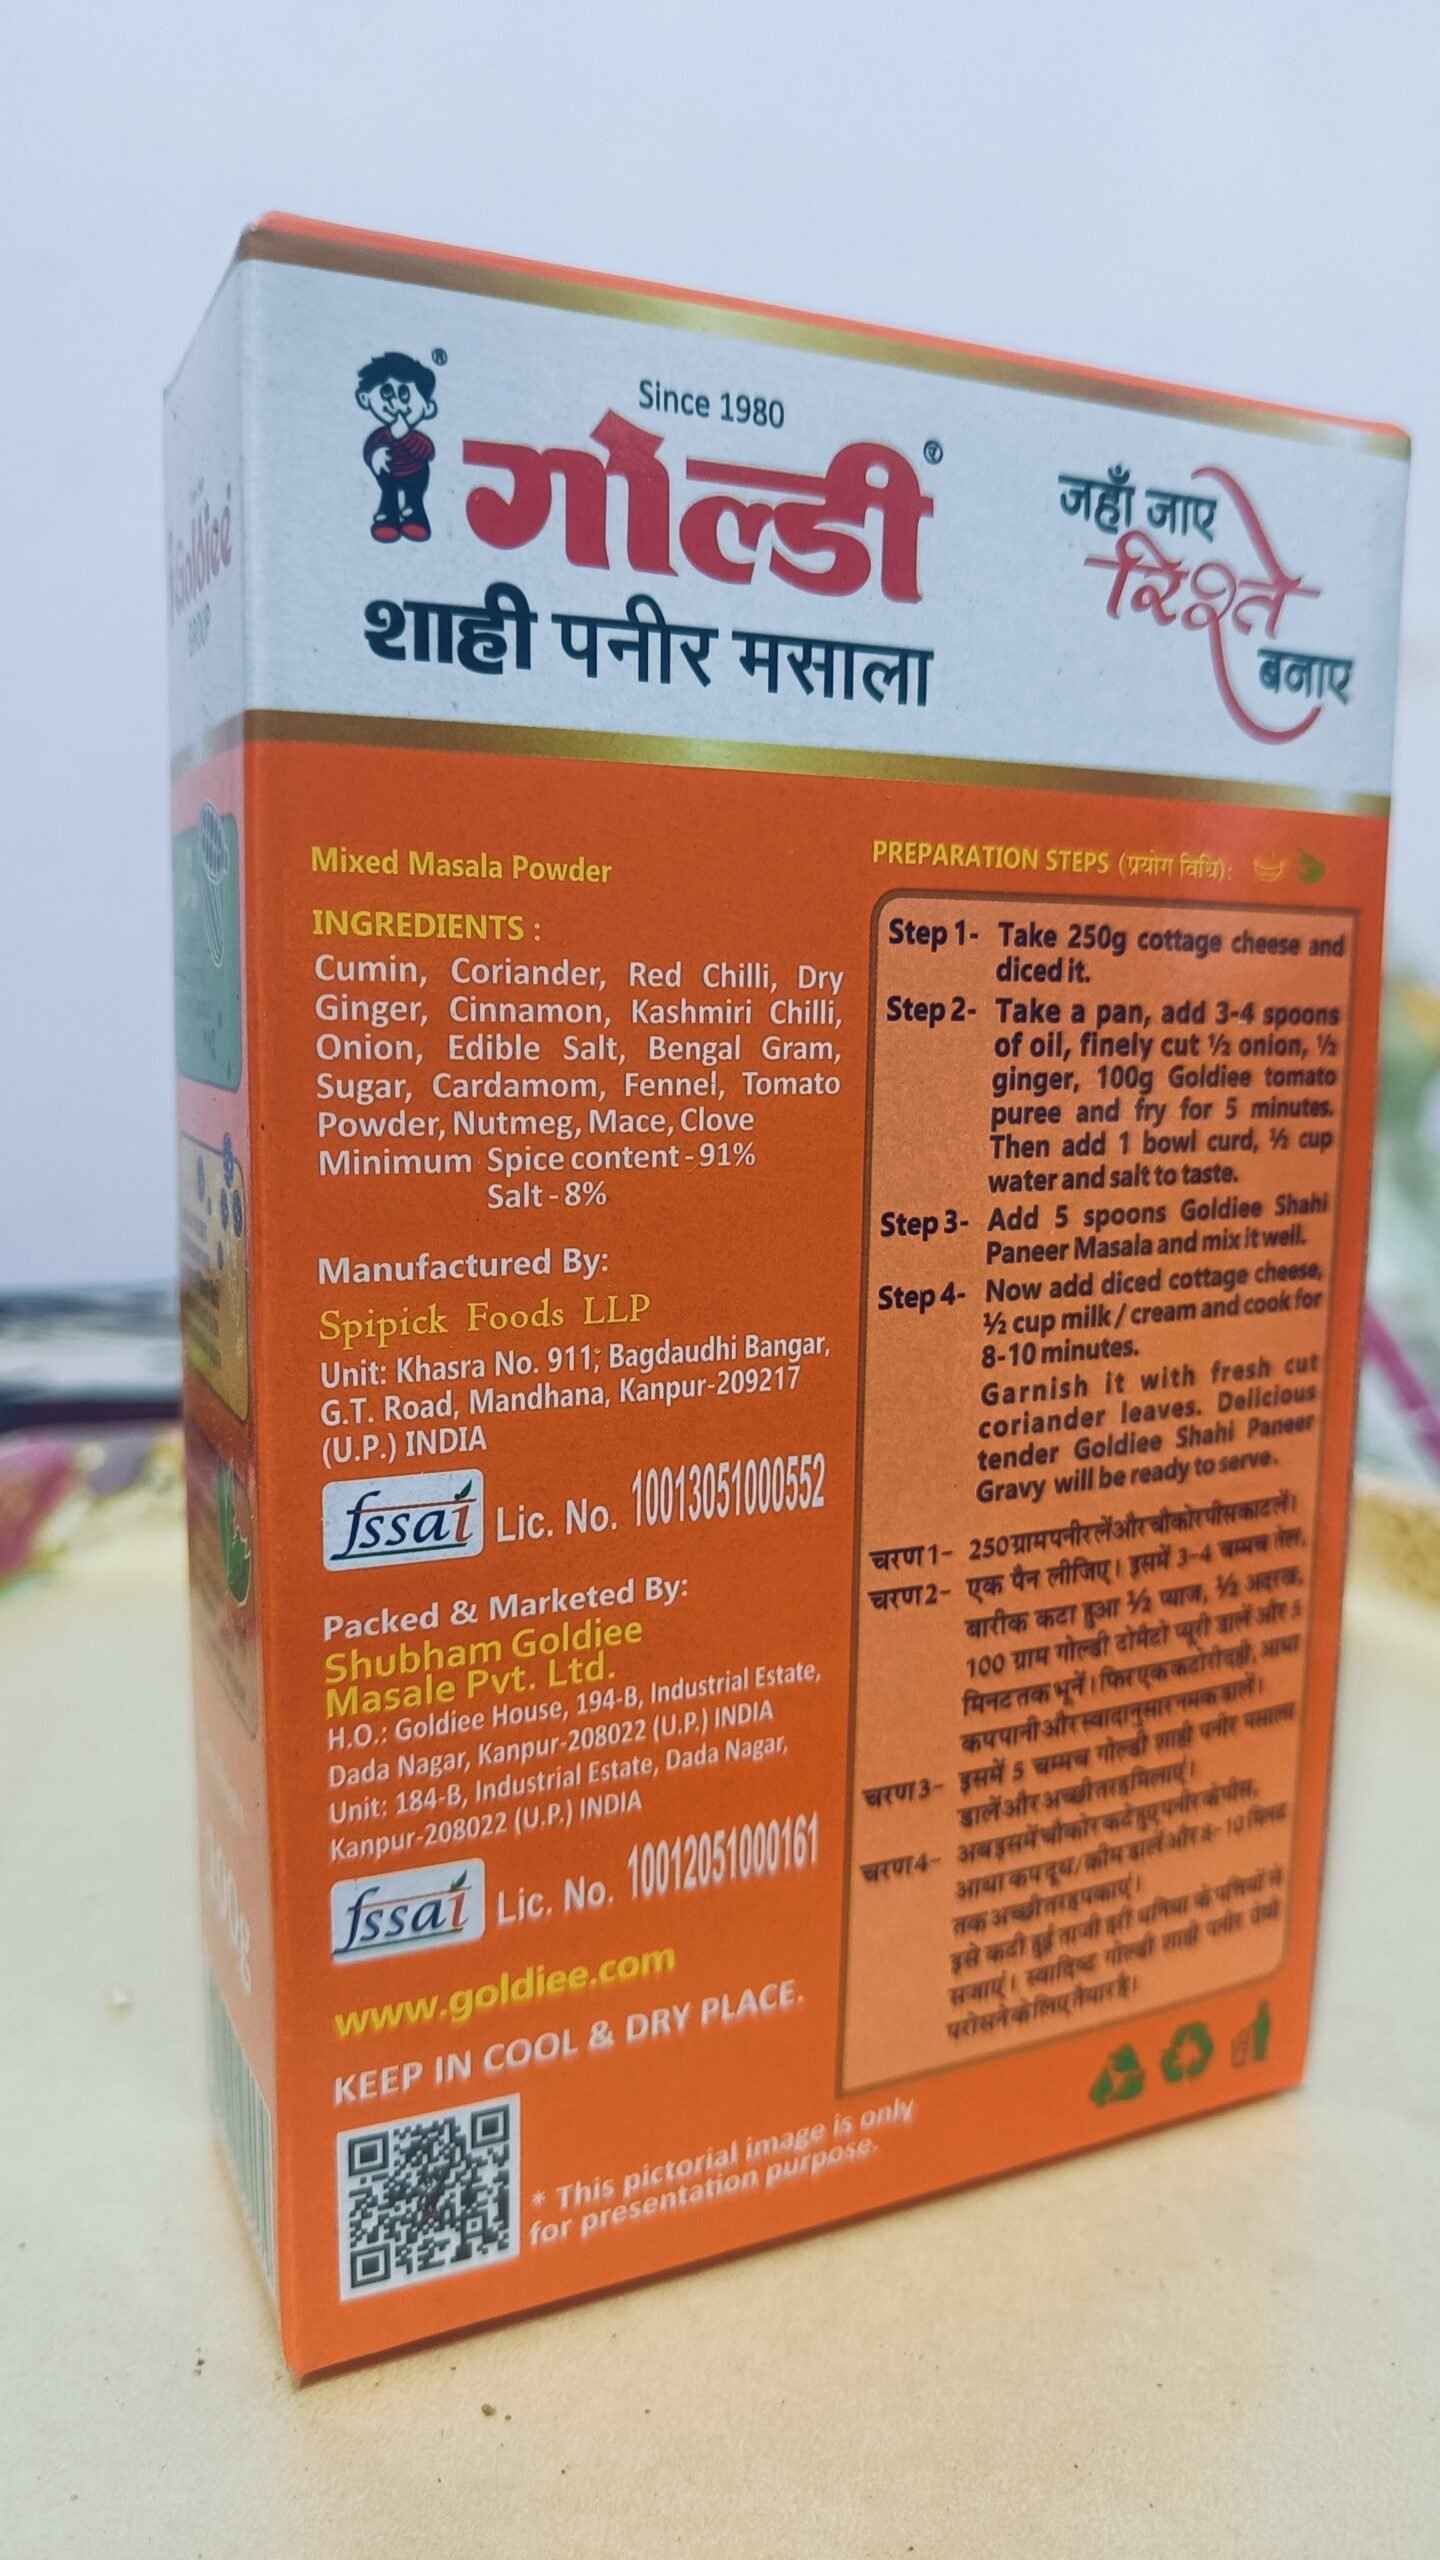 Since 1980
गोल्डी
शाही पनीर मसाला
जहाँ जाए
रिश्ते
बनाए
Goldiee
GROUP
Mixed Masala Powder
INGREDIENTS :
Cumin, Coriander, Red Chilli, Dry
Ginger, Cinnamon, Kashmiri Chilli,
Onion, Edible Salt, Bengal Gram,
Sugar, Cardamom, Fennel, Tomato
Powder, Nutmeg, Mace, Clove
Minimum Spice content - 91%
Salt - 8%
Manufactured By:
Spipick Foods LLP
Unit: Khasra No. 911, Bagdaudhi Bangar,
G.T. Road, Mandhana, Kanpur-209217
(U.P.) INDIA
fssai Lic. No. 10013051000552
Packed & Marketed By:
Shubham Goldiee
Masale Pvt. Ltd.
H.O.: Goldiee House, 194-B, Industrial Estate,
Dada Nagar, Kanpur-208022 (U.P.) INDIA
Unit: 184-B, Industrial Estate, Dada Nagar,
Kanpur-208022 (U.P.) INDIA
fssai Lic. No. 10012051000161
www.goldiee.com
KEEP IN COOL & DRY PLACE.
* This pictorial image is only
for presentation purpose.
PREPARATION STEPS (प्रयोग विधि):
Step 1- Take 250g cottage cheese and
diced it.
Step 2- Take a pan, add 3-4 spoons
of oil, finely cut ½ onion, ½
ginger, 100g Goldiee tomato
puree and fry for 5 minutes.
Then add 1 bowl curd, ½ cup
water and salt to taste.
Step 3- Add 5 spoons Goldiee Shahi
Paneer Masala and mix it well.
Step 4- Now add diced cottage cheese,
½ cup milk / cream and cook for
8-10 minutes.
Garnish it with fresh cut
coriander leaves. Delicious
tender Goldiee Shahi Paneer
Gravy will be ready to serve.
चरण 1- 250 ग्राम पनीर लें और चौकोर पीस काट लें।
चरण 2- एक पैन लीजिए। इसमें 3-4 चम्मच तेल,
बारीक कटा हुआ ½ प्याज, ½ अदरख,
100 ग्राम गोल्डी टोमैटो प्यूरी डालें और 5
मिनट तक भूनें। फिर एक कटोरी दही, आधा
कप पानी और स्वादानुसार नमक डालें।
चरण 3- इसमें 5 चम्मच गोल्डी शाही पनीर मसाला
डालें और अच्छी तरह मिलाएं।
चरण 4- अब इसमें चौकोर कटे हुए पनीर के पीस,
आधा कप दूध/क्रीम डालें और 8-10 मिनट
तक अच्छी तरह पकाएं।
इसे कटी हुई ताजी हरी धनिया के पत्तियों से
सजाएं। स्वादिष्ट गोल्डी शाही पनीर ग्रेवी
परोसने के लिए तैयार है।